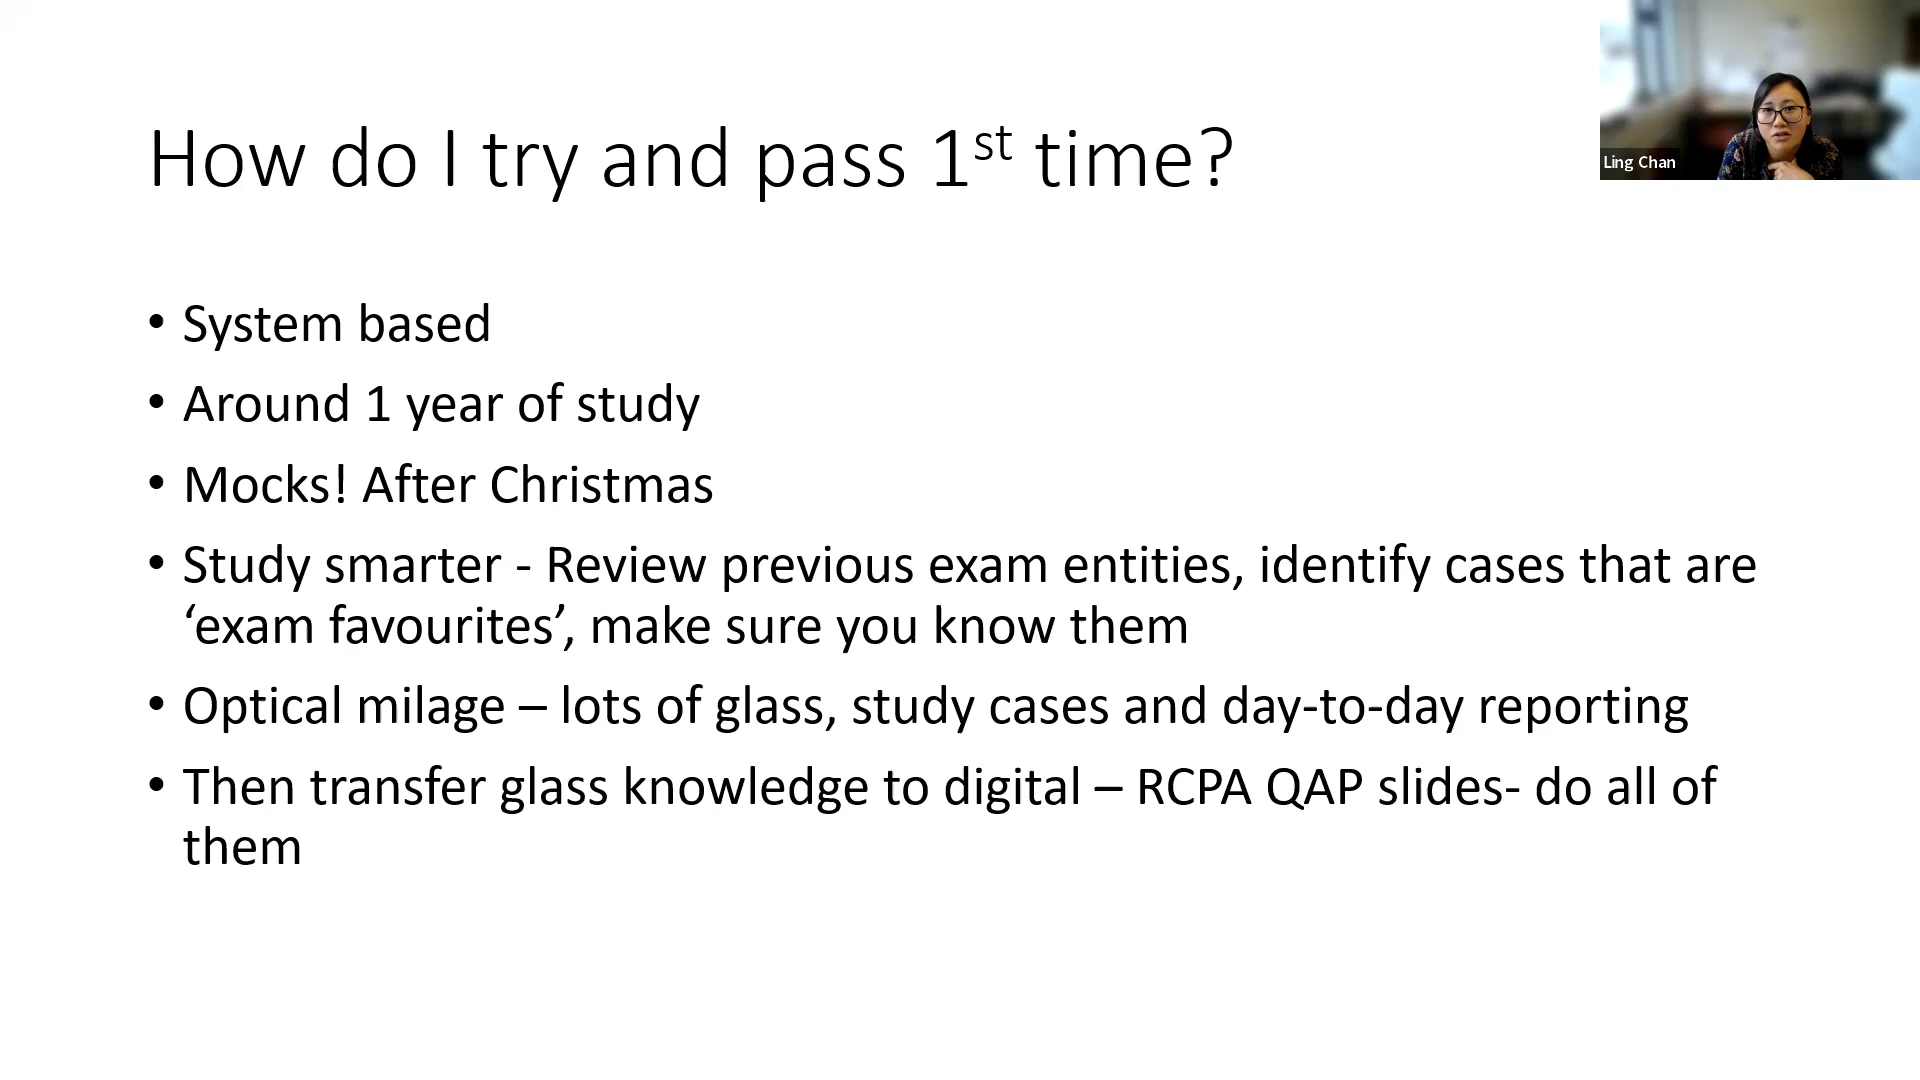 How do I try and pass 1st time?
Ling Chan
• System based
• Around 1 year of study
• Mocks! After Christmas
• Study smarter - Review previous exam entities, identify cases that are
‘exam favourites’, make sure you know them
• Optical milage – lots of glass, study cases and day-to-day reporting
• Then transfer glass knowledge to digital – RCPA QAP slides- do all of
them